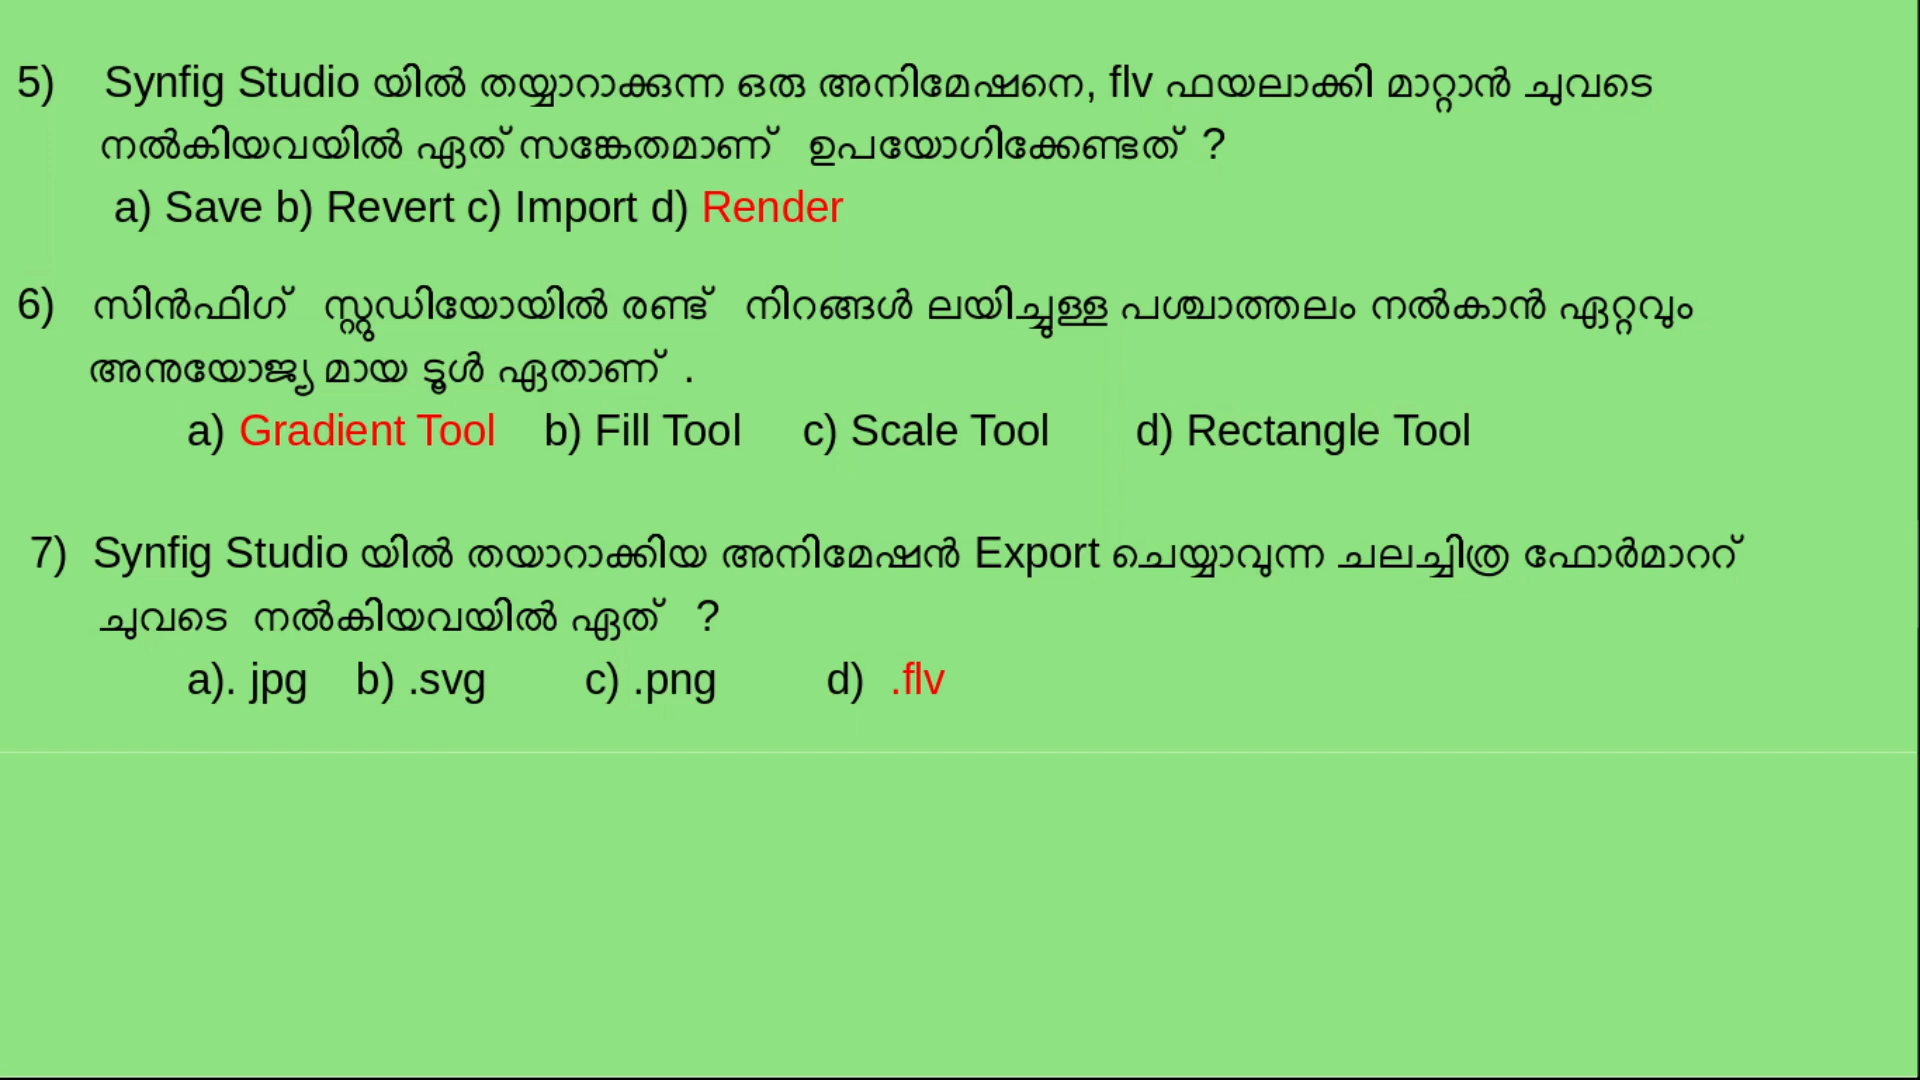 5) Synfig Studio യിൽ തയ്യാറാക്കുന്ന ഒരു അനിമേഷനെ, flv ഫയലാക്കി മാറ്റാൻ ചുവടെ
നൽകിയവയിൽ ഏത് സങ്കേതമാണ് ഉപയോഗിക്കേണ്ടത് ?
a) Save b) Revert c) Import d) Render
6) സിൻഫിഗ് സ്റ്റുഡിയോയിൽ രണ്ട് നിറങ്ങൾ ലയിച്ചുള്ള പശ്ചാത്തലം നൽകാൻ ഏറ്റവും
അനുയോജ്യ മായ ടൂൾ ഏതാണ് .
a) Gradient Tool b) Fill Tool c) Scale Tool d) Rectangle Tool
7) Synfig Studio യിൽ തയാറാക്കിയ അനിമേഷൻ Export ചെയ്യാവുന്ന ചലച്ചിത്ര ഫോർമാററ്
ചുവടെ നൽകിയവയിൽ ഏത് ?
a). jpg b) .svg c) .png d) .flv